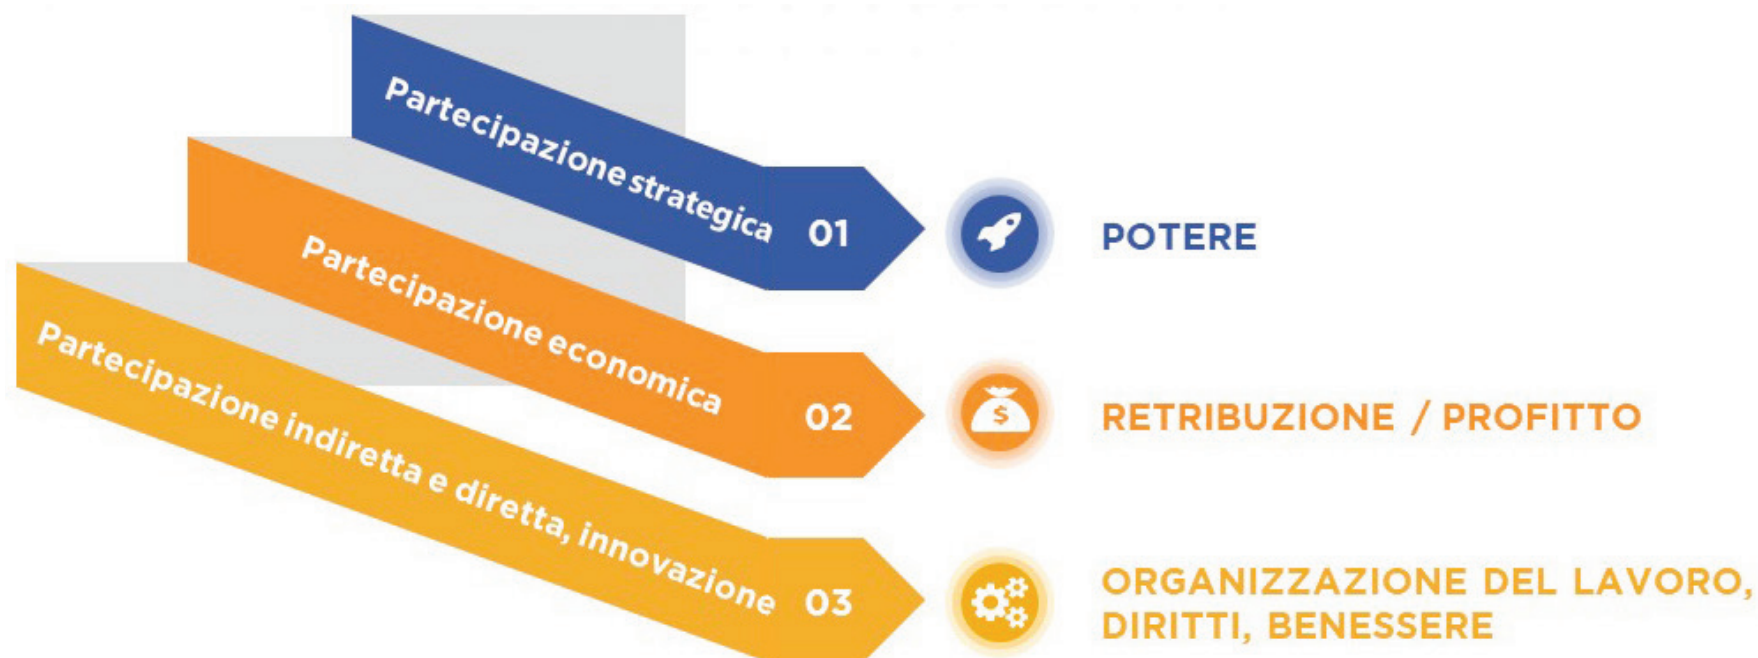 Partecipazione strategica 01
POTERE
Partecipazione economica 02
$
RETRIBUZIONE / PROFITTO
Partecipazione indiretta e diretta, innovazione 03
ORGANIZZAZIONE DEL LAVORO,
DIRITTI, BENESSERE